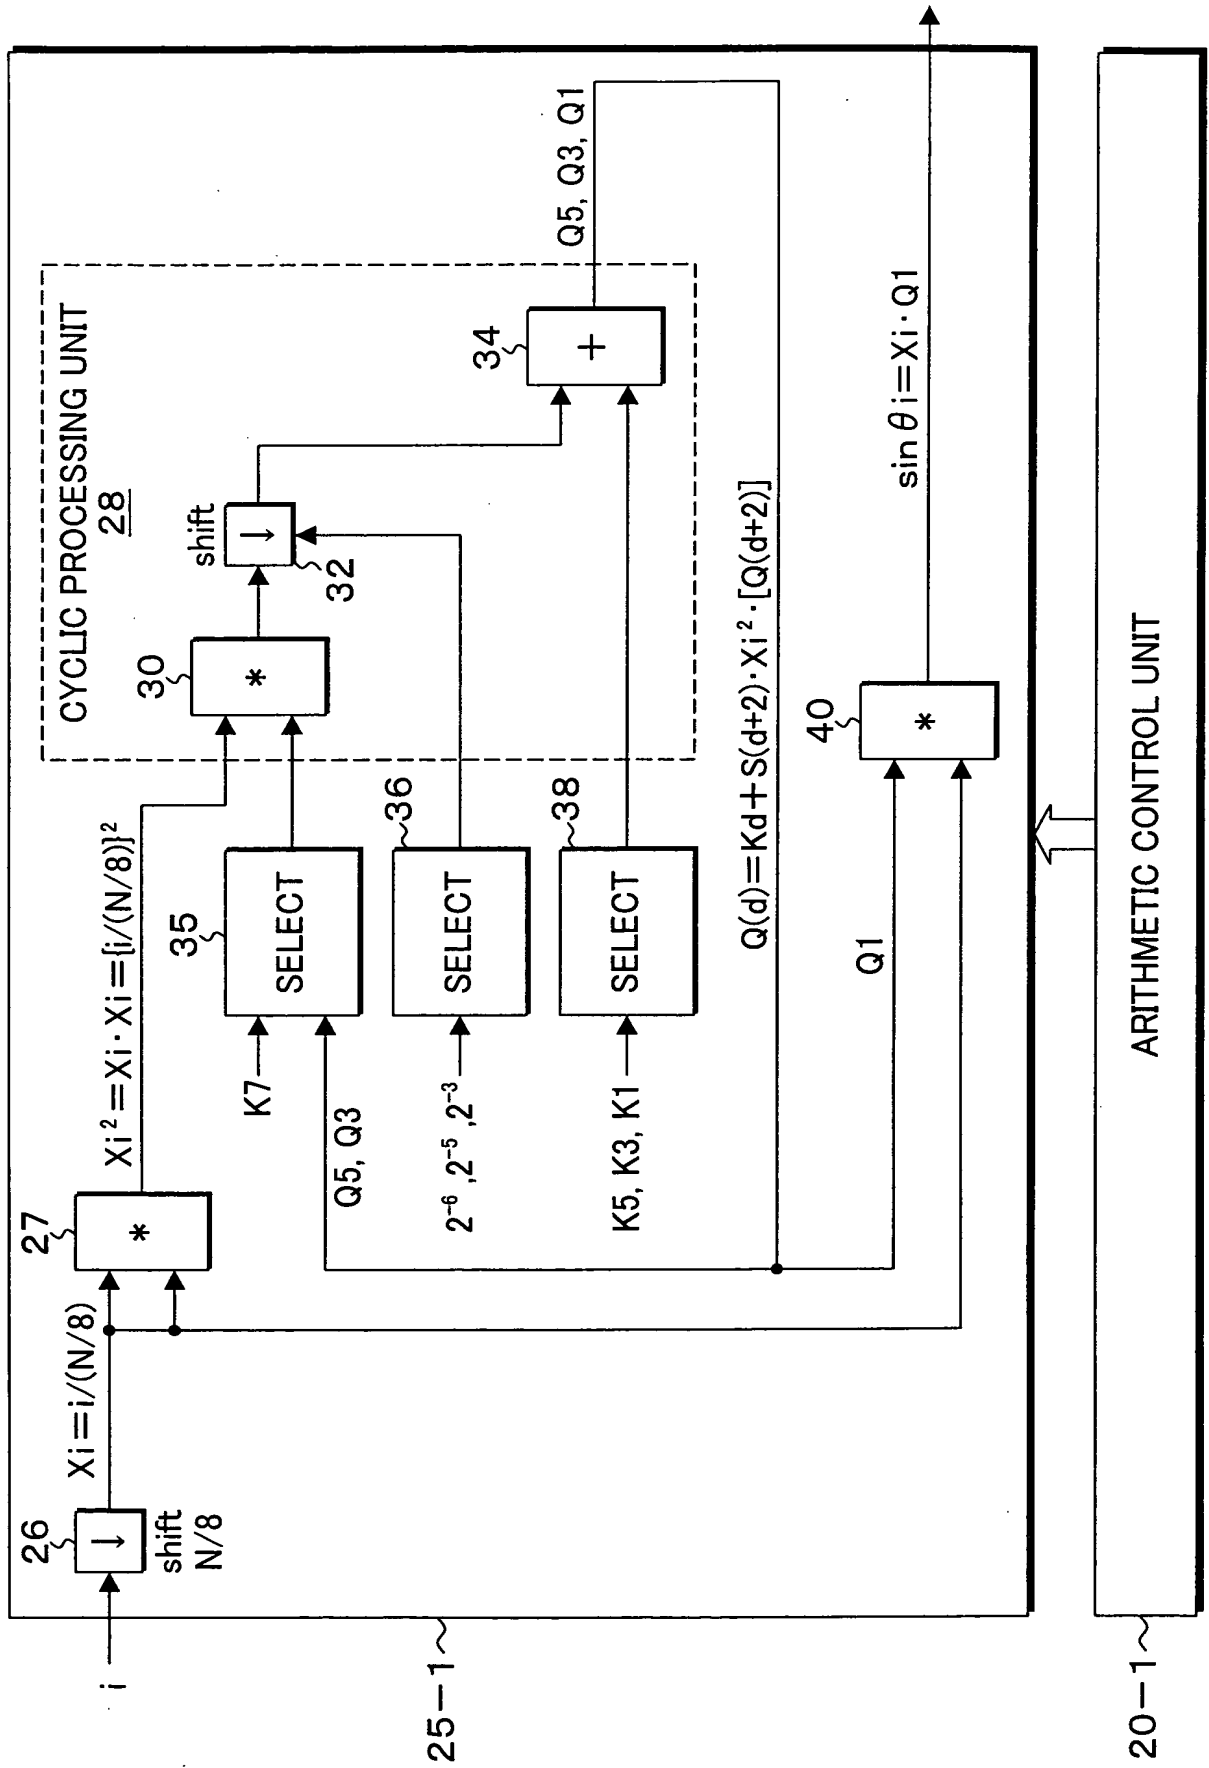 i
26
shift
N/8
Xi=i/(N/8)
27
*
Xi²=Xi·Xi={i/(N/8)}²
K7
Q5, Q3
2⁻⁶, 2⁻⁵, 2⁻³
K5, K3, K1
35
SELECT
36
SELECT
38
SELECT
CYCLIC PROCESSING UNIT
28
30
*
shift
32
34
+
Q5, Q3, Q1
Q(d)=Kd+S(d+2)·Xi²·[Q(d+2)]
Q1
40
*
sinθi=Xi·Q1
25-1
ARITHMETIC CONTROL UNIT
20-1